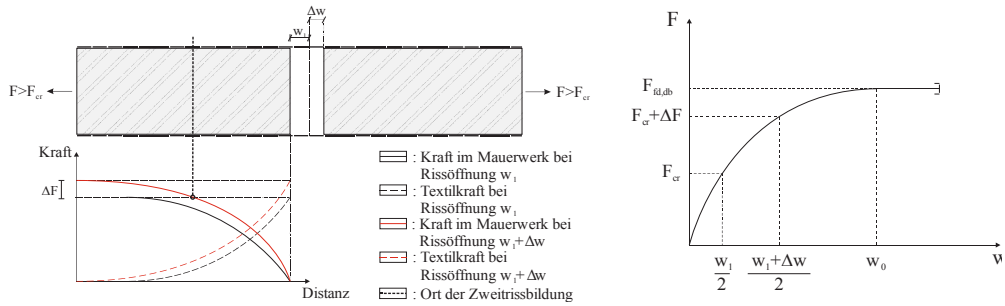 Δw
w₁
F>F_cr
F>F_cr
Kraft
ΔF
Distanz
: Kraft im Mauerwerk bei
Rissöffnung w₁
: Textilkraft bei
Rissöffnung w₁
: Kraft im Mauerwerk bei
Rissöffnung w₁+Δw
: Textilkraft bei
Rissöffnung w₁+Δw
: Ort der Zweitrissbildung
F
F_fd,db
F_cr+ΔF
F_cr
w₁/2
w₁+Δw/2
w₀
w